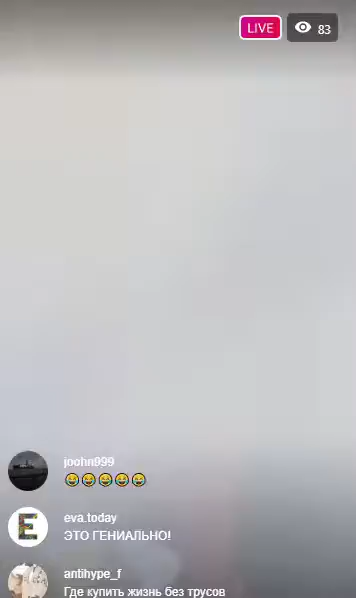 LIVE 83
joohn999
😂😂😂😂😂
eva.today
ЭТО ГЕНИАЛЬНО!
antihype_f
Где купить жизнь без трусов